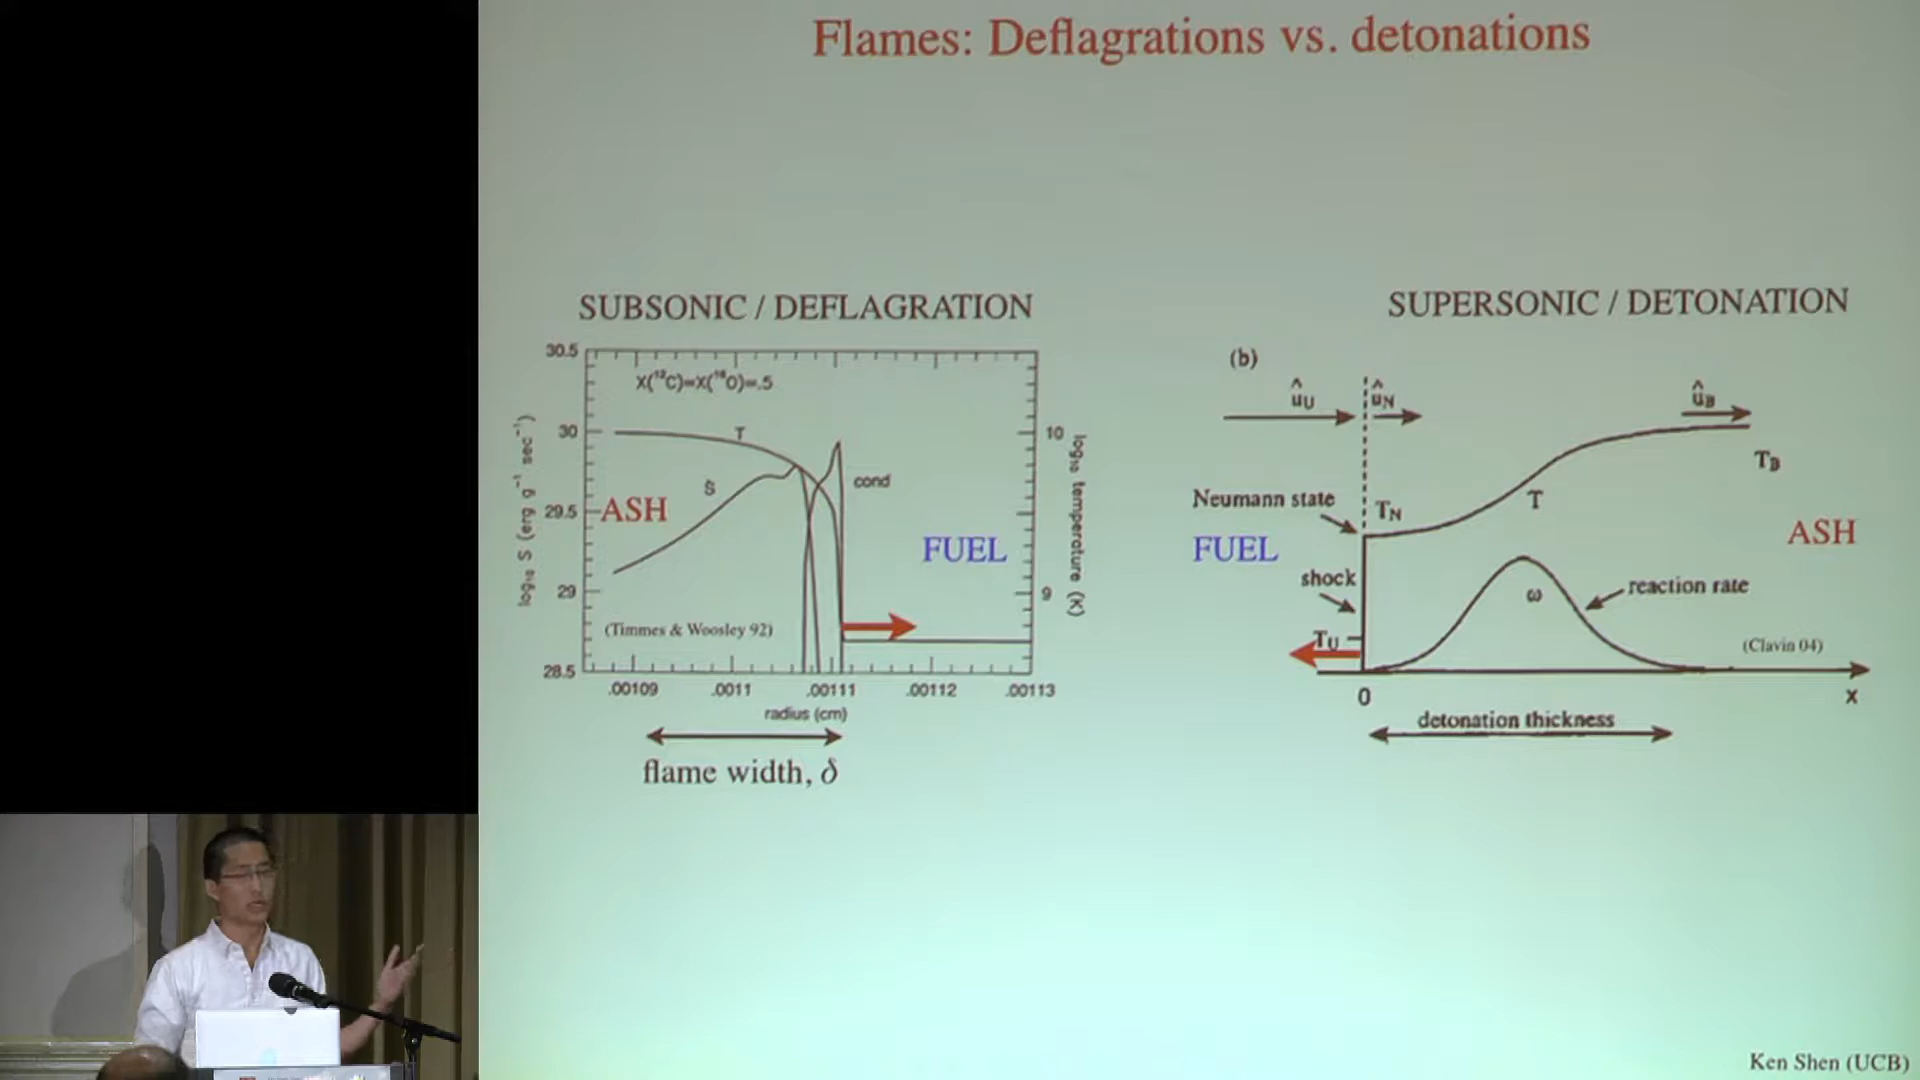 Flames: Deflagrations vs. detonations
SUBSONIC / DEFLAGRATION
30.5
30
29.5
29
28.5
log₁₀ S (erg g⁻¹ sec⁻¹)
X(¹²C)=X(¹⁶O)=.5
T
Ṡ
cond
ASH
FUEL
(Timmes & Woosley 92)
10
9
log₁₀ temperature (K)
.00109
.0011
.00111
.00112
.00113
radius (cm)
flame width, δ
SUPERSONIC / DETONATION
(b)
û_U
û_N
û_B
Neumann state
T_N
T
T_B
FUEL
ASH
shock
ω
reaction rate
T_U
(Clavin 04)
0
x
detonation thickness
Ken Shen (UCB)